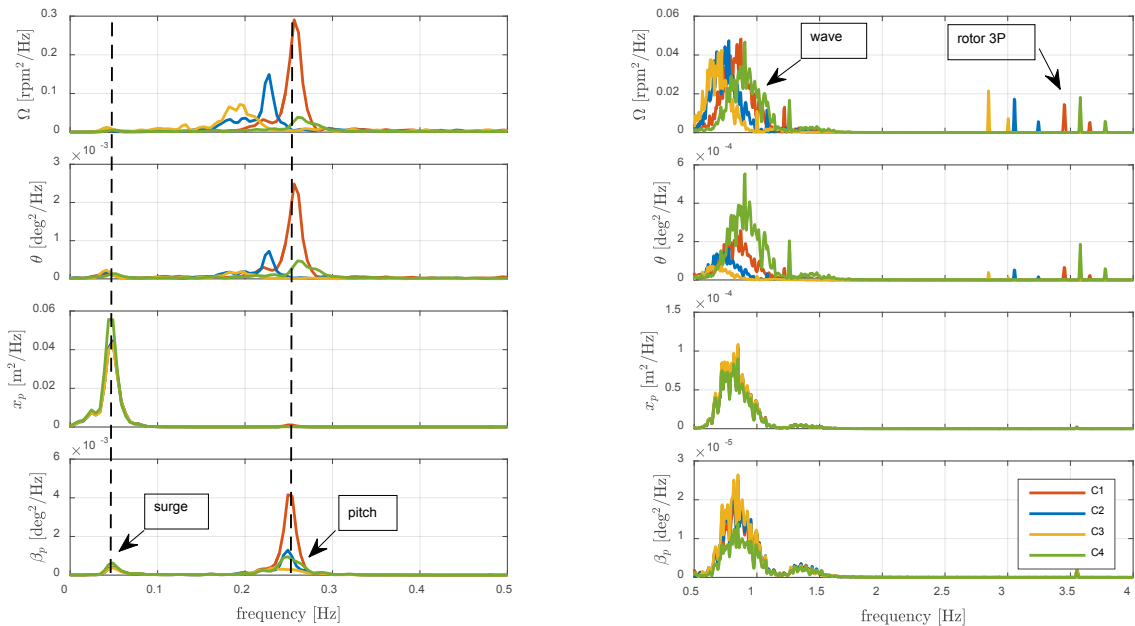 0.3
0.2
0.1
0
Ω [rpm²/Hz]
× 10⁻³
3
2
1
0
θ [deg²/Hz]
0.06
0.04
0.02
0
xₚ [m²/Hz]
× 10⁻³
6
4
2
0
βₚ [deg²/Hz]
surge
pitch
0 0.1 0.2 0.3 0.4 0.5
frequency [Hz]
0.06
0.04
0.02
0
Ω [rpm²/Hz]
wave
rotor 3P
× 10⁻⁴
6
4
2
0
θ [deg²/Hz]
× 10⁻⁴
1.5
1
0.5
0
xₚ [m²/Hz]
× 10⁻⁵
3
2
1
0
βₚ [deg²/Hz]
C1
C2
C3
C4
0.5 1 1.5 2 2.5 3 3.5 4
frequency [Hz]